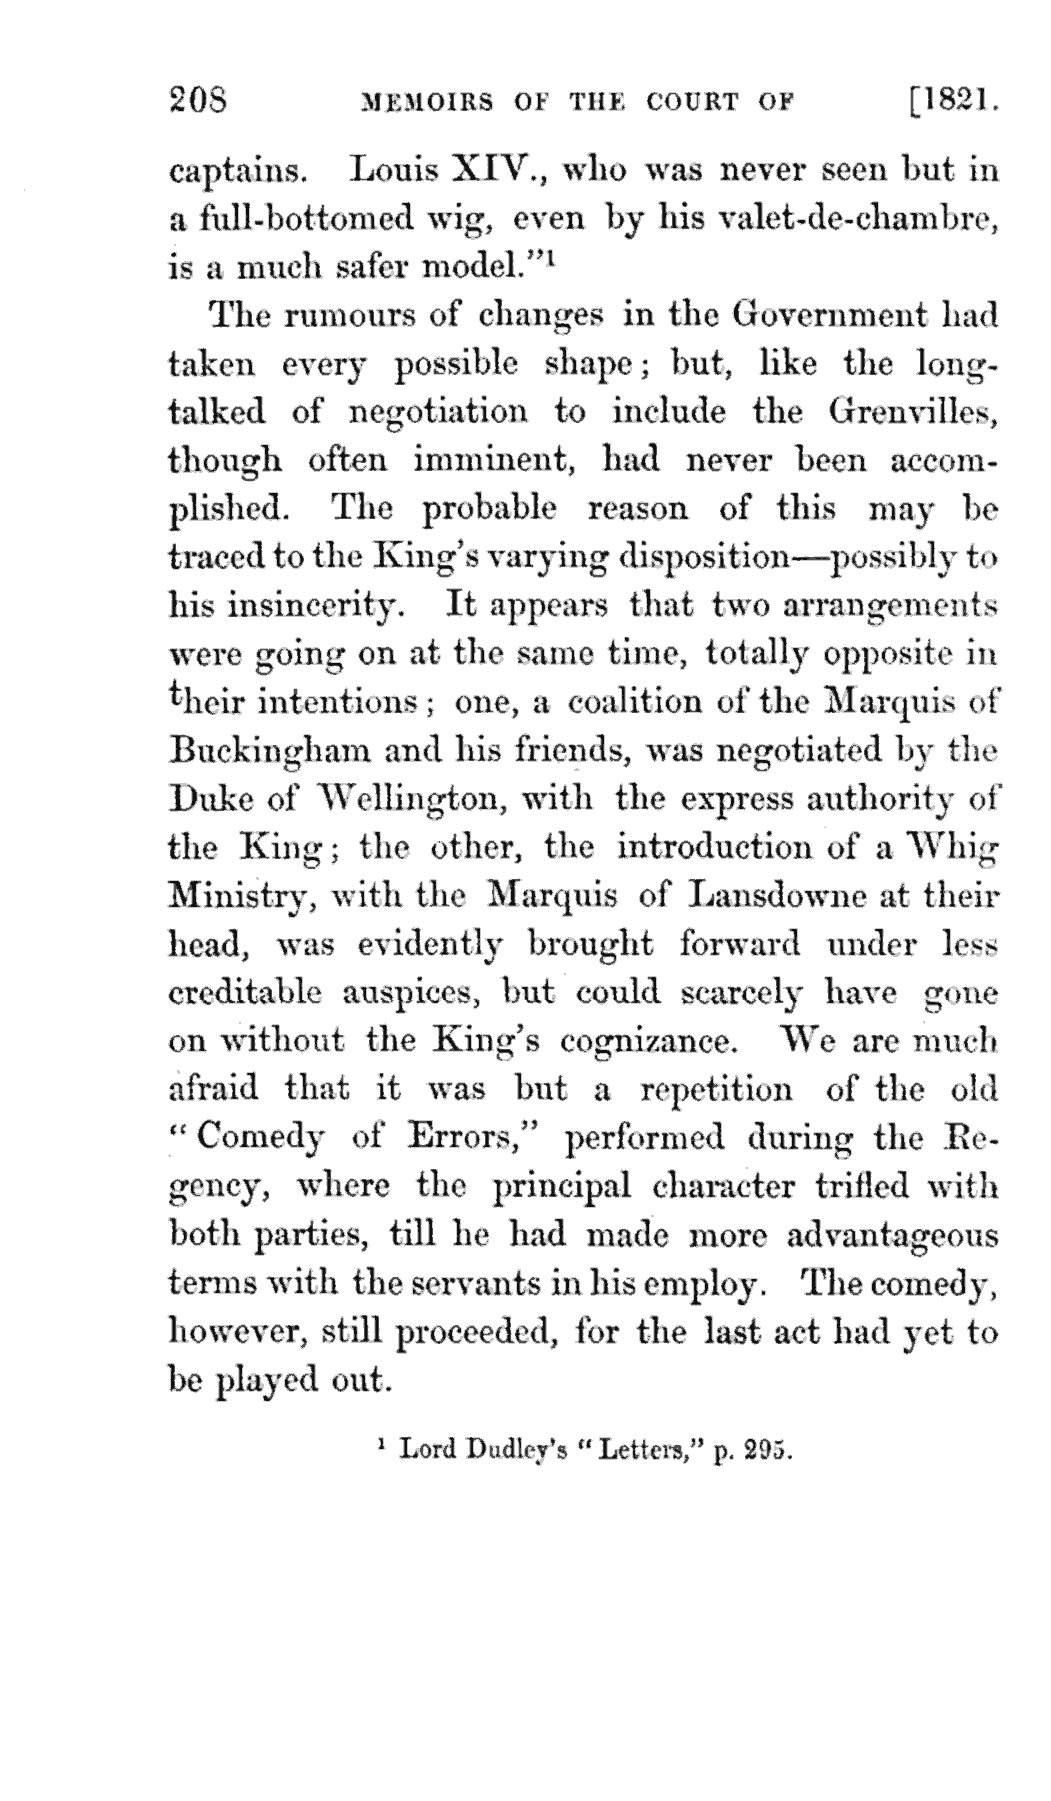 208 MEMOIRS OF THE COURT OF [1821.
captains. Louis XIV., who was never seen but in
a full-bottomed wig, even by his valet-de-chambre,
is a much safer model."¹
The rumours of changes in the Government had
taken every possible shape; but, like the long-
talked of negotiation to include the Grenvilles,
though often imminent, had never been accom-
plished. The probable reason of this may be
traced to the King's varying disposition—possibly to
his insincerity. It appears that two arrangements
were going on at the same time, totally opposite in
their intentions; one, a coalition of the Marquis of
Buckingham and his friends, was negotiated by the
Duke of Wellington, with the express authority of
the King; the other, the introduction of a Whig
Ministry, with the Marquis of Lansdowne at their
head, was evidently brought forward under less
creditable auspices, but could scarcely have gone
on without the King's cognizance. We are much
afraid that it was but a repetition of the old
"Comedy of Errors," performed during the Re-
gency, where the principal character trifled with
both parties, till he had made more advantageous
terms with the servants in his employ. The comedy,
however, still proceeded, for the last act had yet to
be played out.
¹ Lord Dudley's "Letters," p. 295.